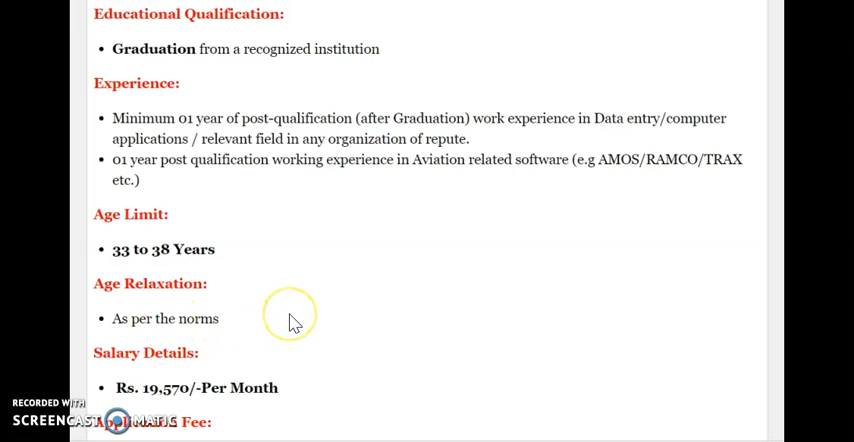 Educational Qualification:
• Graduation from a recognized institution
Experience:
• Minimum 01 year of post-qualification (after Graduation) work experience in Data entry/computer
applications / relevant field in any organization of repute.
• 01 year post qualification working experience in Aviation related software (e.g AMOS/RAMCO/TRAX
etc.)
Age Limit:
• 33 to 38 Years
Age Relaxation:
• As per the norms
Salary Details:
• Rs. 19,570/-Per Month
RECORDED WITH
SCREENCAST MATIC
Application Fee: